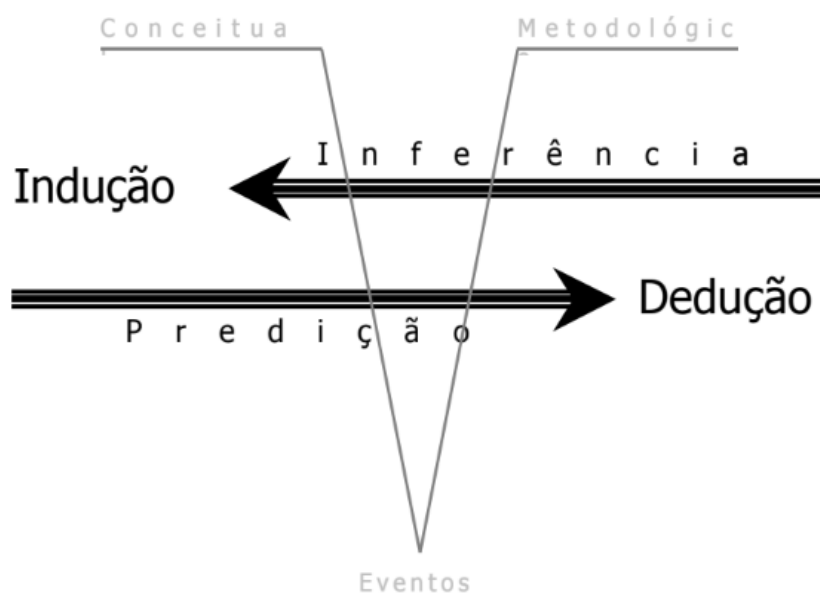 Conceitua
Metodológic
Inferência
Indução
Dedução
Predição
Eventos